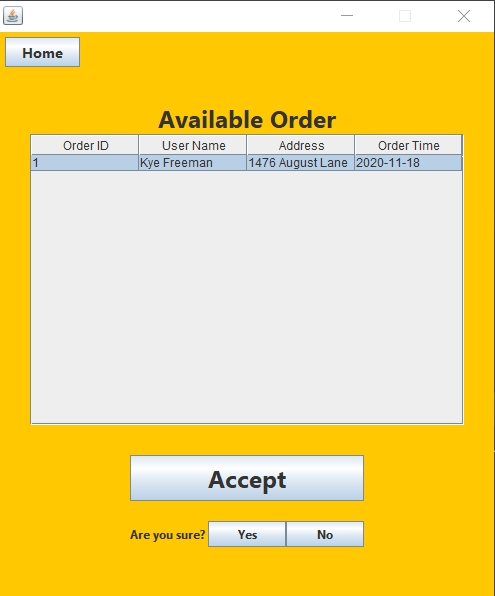 Home
Available Order
Order ID User Name Address Order Time
1 Kye Freeman 1476 August Lane 2020-11-18
Accept
Are you sure? Yes No